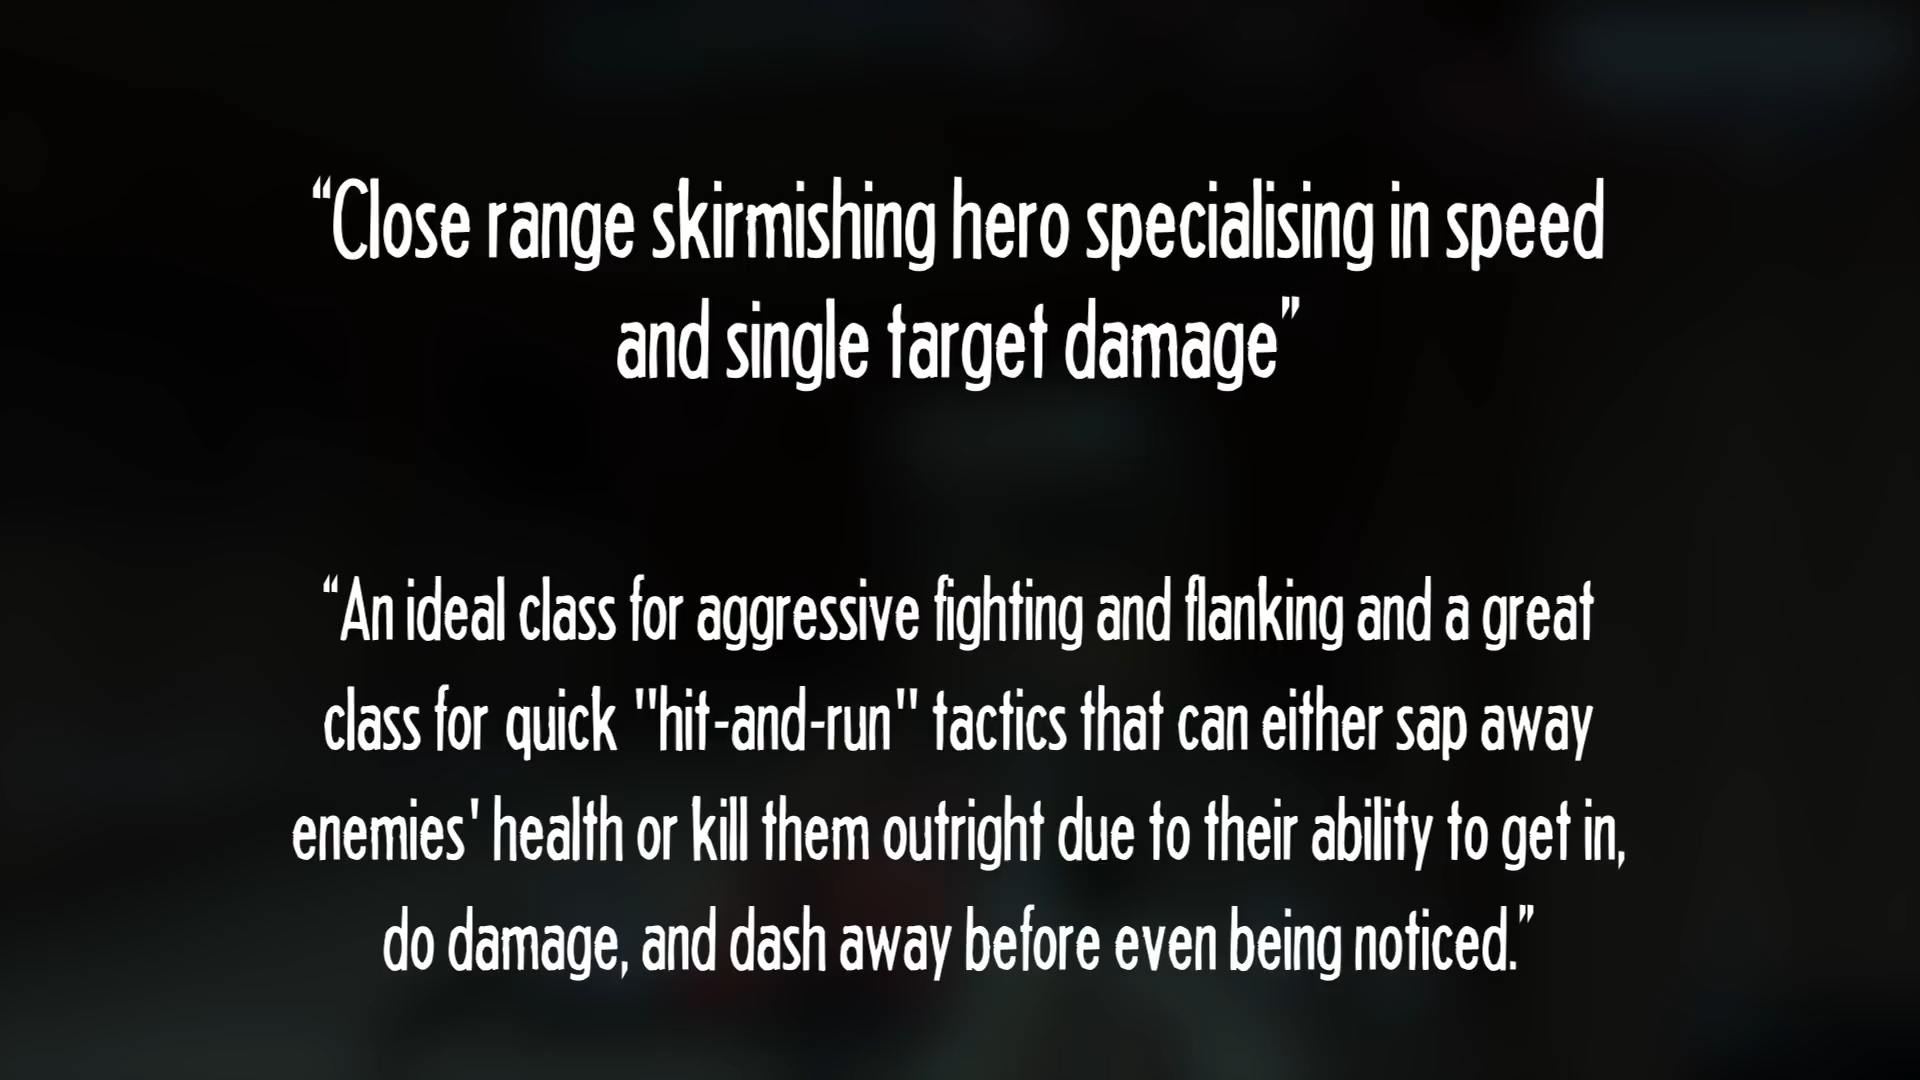 “Close range skirmishing hero specialising in speed
and single target damage”
“An ideal class for aggressive fighting and flanking and a great
class for quick "hit-and-run" tactics that can either sap away
enemies' health or kill them outright due to their ability to get in,
do damage, and dash away before even being noticed.”